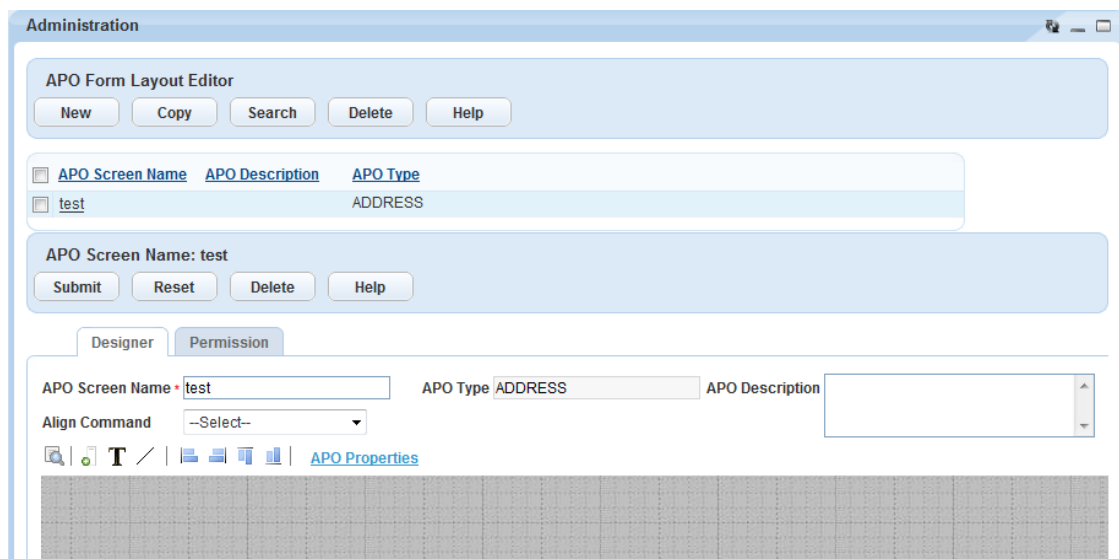 Administration
APO Form Layout Editor
New Copy Search Delete Help
APO Screen Name APO Description APO Type
test ADDRESS
APO Screen Name: test
Submit Reset Delete Help
Designer Permission
APO Screen Name * test APO Type ADDRESS APO Description
Align Command --Select--
T APO Properties